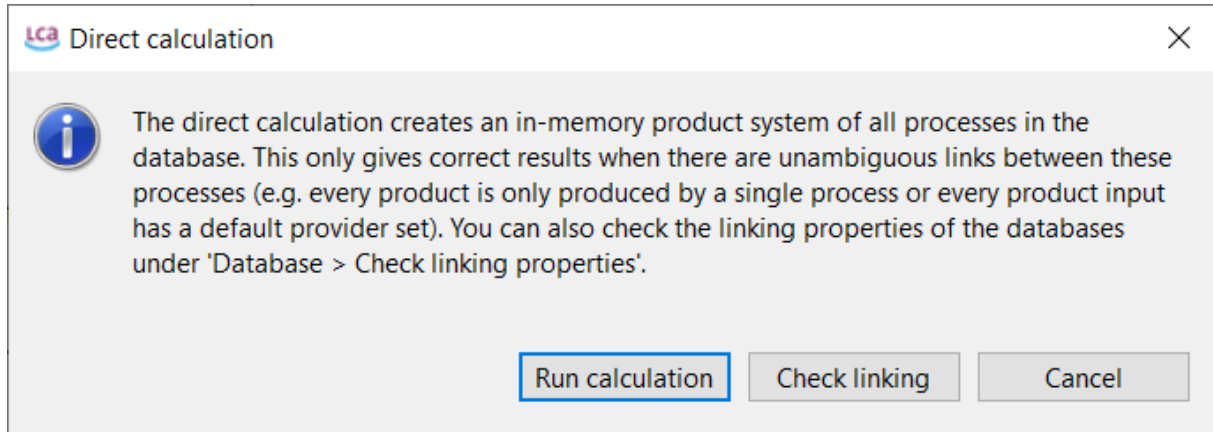 LCA Direct calculation
The direct calculation creates an in-memory product system of all processes in the
database. This only gives correct results when there are unambiguous links between these
processes (e.g. every product is only produced by a single process or every product input
has a default provider set). You can also check the linking properties of the databases
under 'Database > Check linking properties'.
Run calculation Check linking Cancel